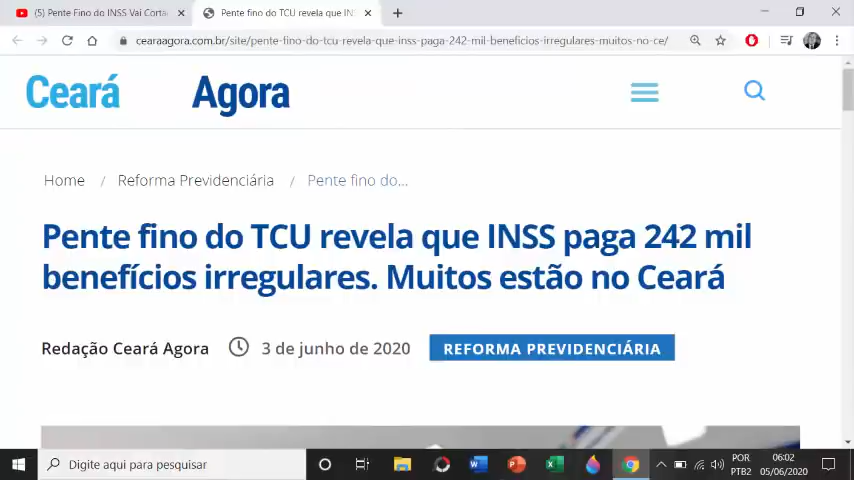 (5) Pente Fino do INSS Vai Corta
Pente fino do TCU revela que IN
cearaagora.com.br/site/pente-fino-do-tcu-revela-que-inss-paga-242-mil-beneficios-irregulares-muitos-no-ce/
Ceará Agora
Home / Reforma Previdenciária / Pente fino do...
Pente fino do TCU revela que INSS paga 242 mil
benefícios irregulares. Muitos estão no Ceará
Redação Ceará Agora 3 de junho de 2020 REFORMA PREVIDENCIÁRIA
Digite aqui para pesquisar
POR
PTB2
06:02
05/06/2020